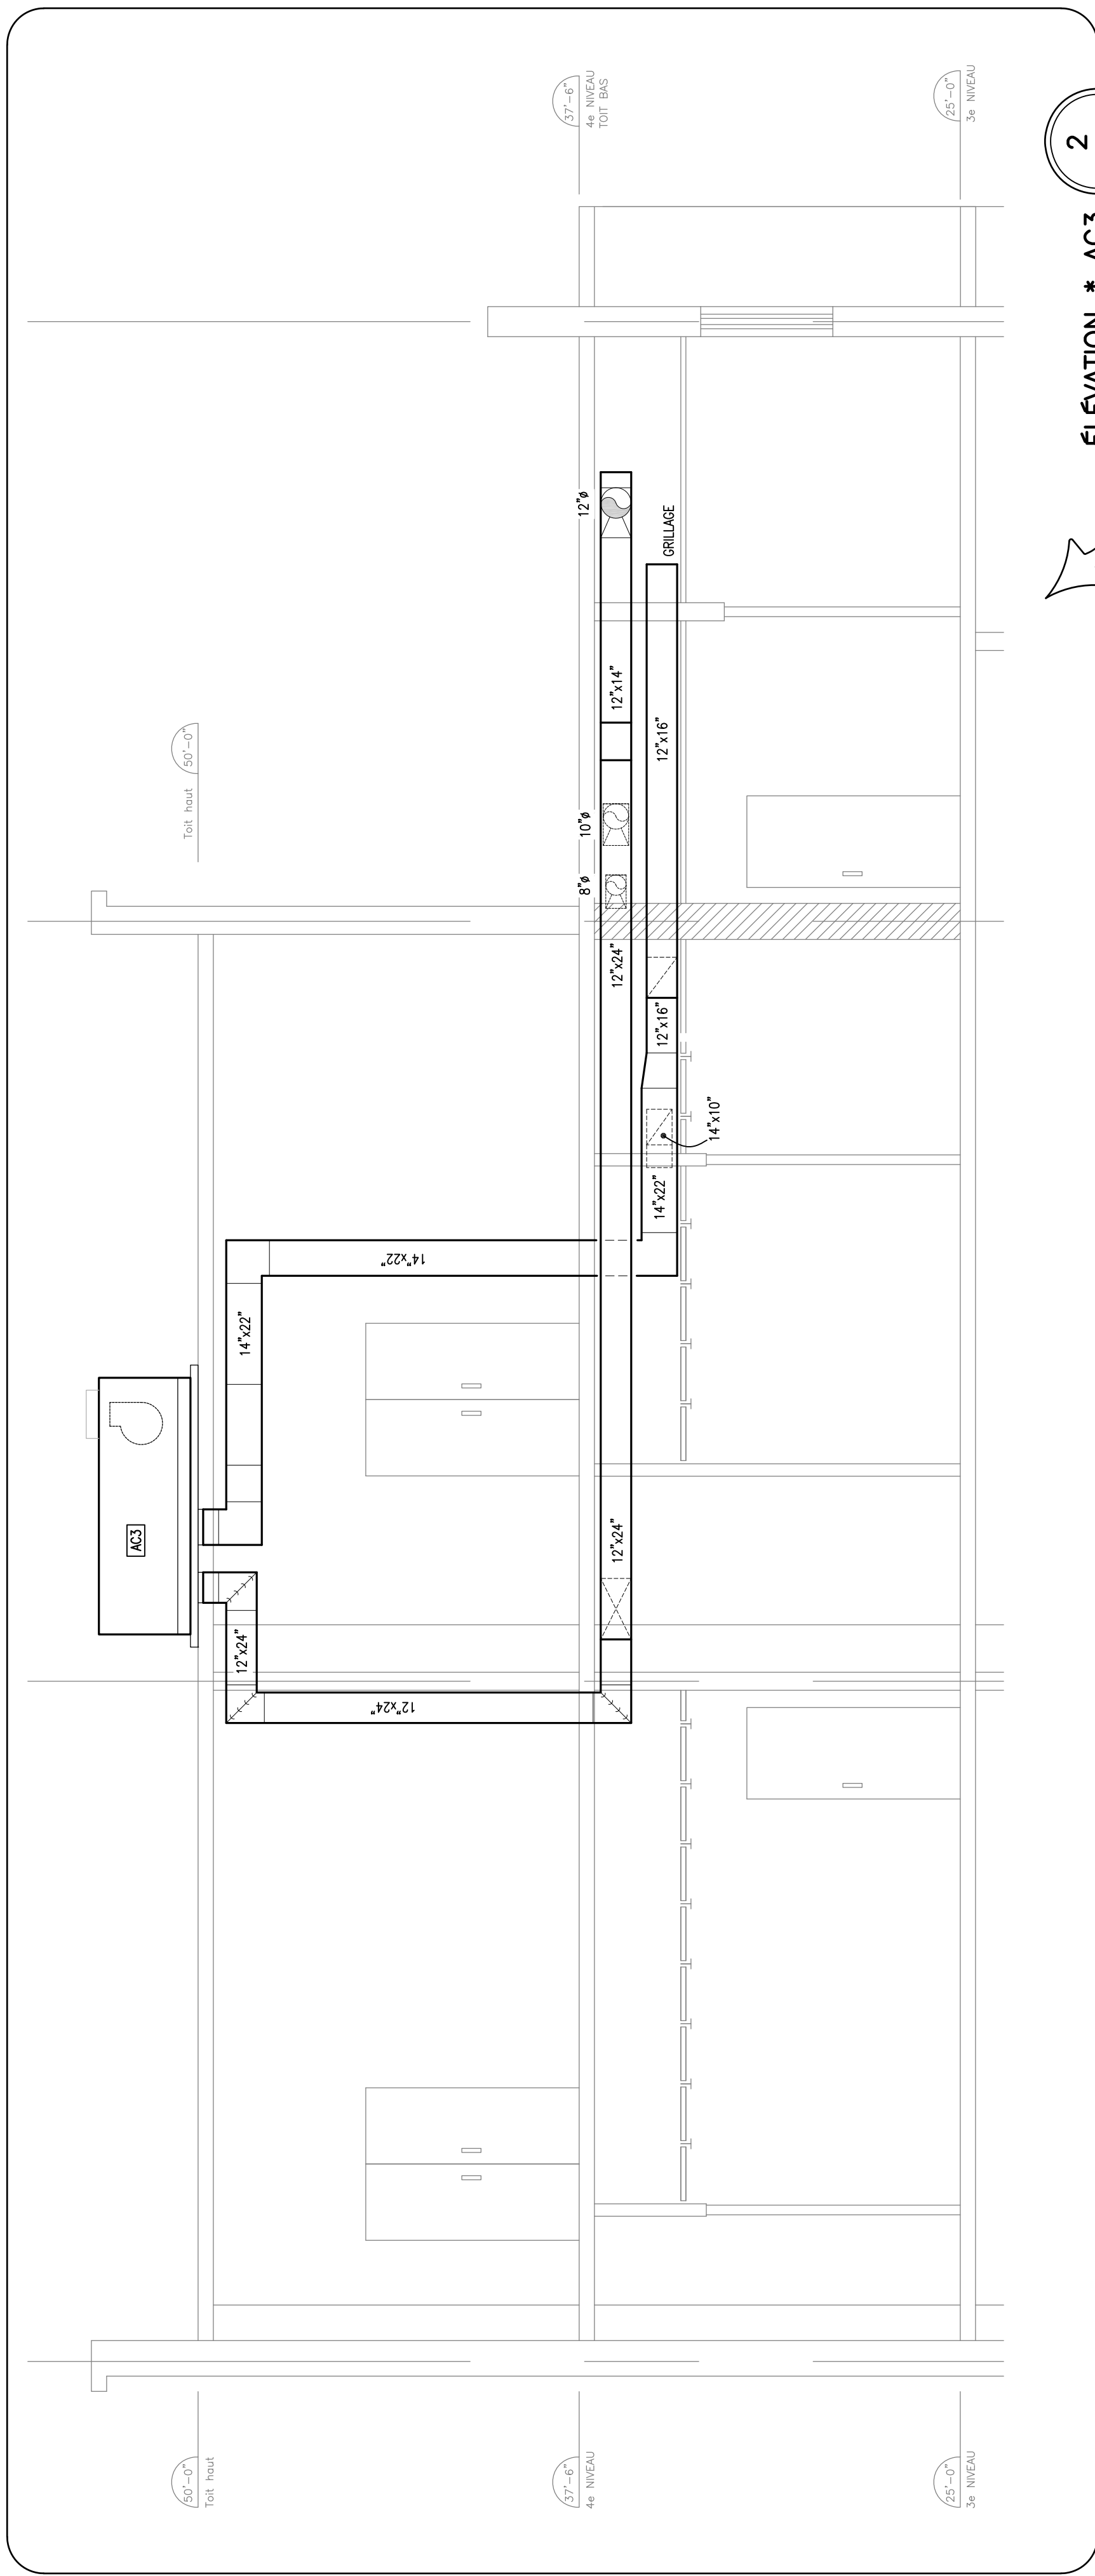 50'-0"
Toit haut
37'-6"
4e NIVEAU
25'-0"
3e NIVEAU
AC3
12"x24"
12"x24"
12"x24"
14"x22"
14"x22"
14"x22"
14"x10"
12"x16"
12"x24"
8"ø
10"ø
12"x16"
12"x14"
12"ø
GRILLAGE
Toit haut
50'-0"
37'-6"
4e NIVEAU
TOIT BAS
25'-0"
3e NIVEAU
ÉLÉVATION * AC3
2